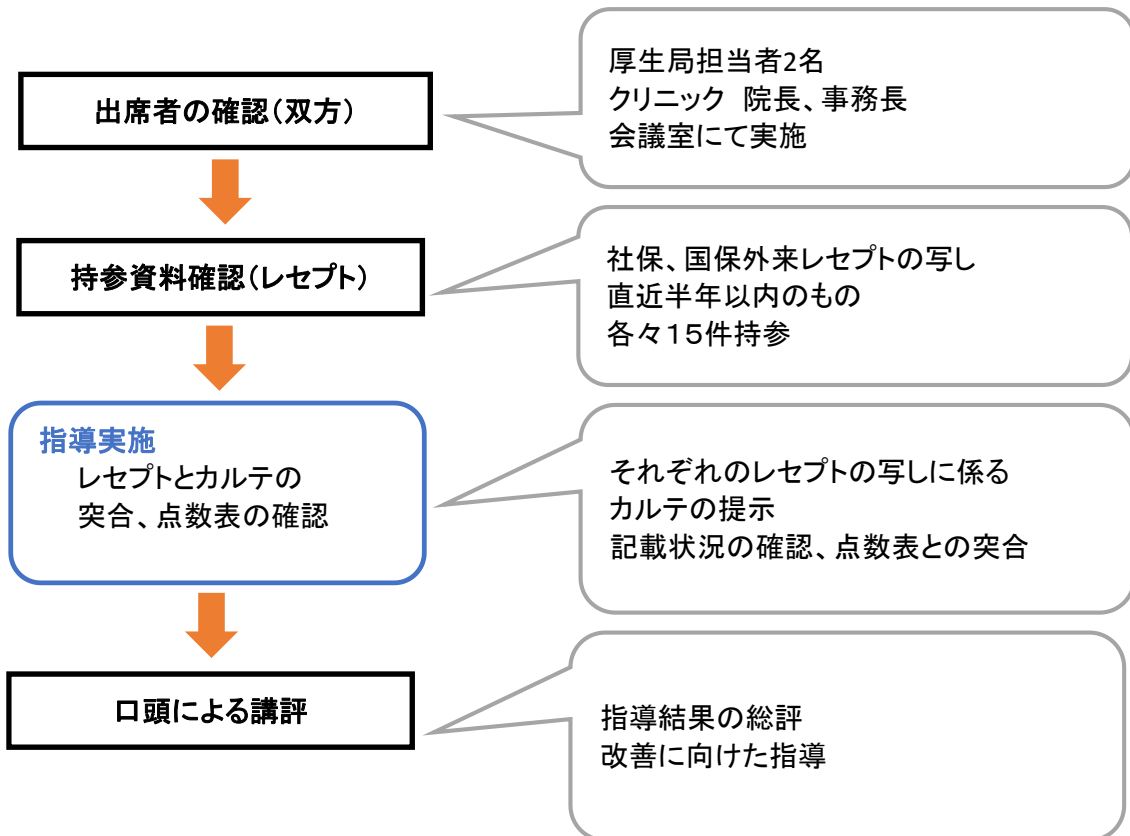 出席者の確認(双方)
厚生局担当者2名
クリニック 院長、事務長
会議室にて実施
持参資料確認(レセプト)
社保、国保外来レセプトの写し
直近半年以内のもの
各々15件持参
指導実施
レセプトとカルテの
突合、点数表の確認
それぞれのレセプトの写しに係る
カルテの提示
記載状況の確認、点数表との突合
口頭による講評
指導結果の総評
改善に向けた指導